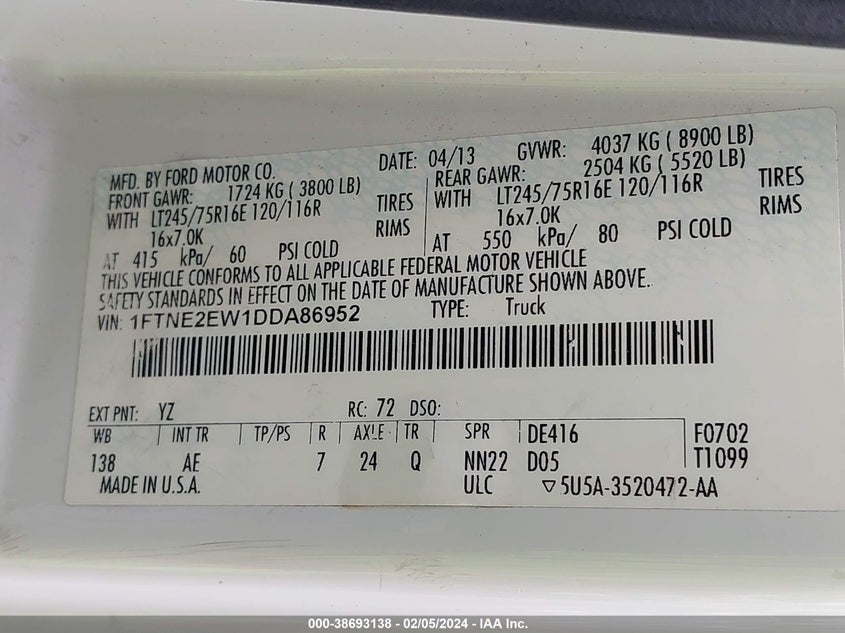 MFD. BY FORD MOTOR CO.
DATE: 04/13 GVWR: 4037 KG ( 8900 LB)
FRONT GAWR: 1724 KG ( 3800 LB)
WITH LT245/75R16E 120/116R TIRES
16x7.0K RIMS
AT 415 kPa/ 60 PSI COLD
REAR GAWR: 2504 KG ( 5520 LB)
WITH LT245/75R16E 120/116R TIRES
16x7.0K RIMS
AT 550 kPa/ 80 PSI COLD
THIS VEHICLE CONFORMS TO ALL APPLICABLE FEDERAL MOTOR VEHICLE
SAFETY STANDARDS IN EFFECT ON THE DATE OF MANUFACTURE SHOWN ABOVE.
VIN: 1FTNE2EW1DDA86952 TYPE: Truck
EXT PNT: YZ RC: 72 DSO:
WB INT TR TP/PS R AXLE TR SPR DE416 F0702
138 AE 7 24 Q NN22 D05 T1099
MADE IN U.S.A. ULC ▽5U5A-3520472-AA
000-38693138 - 02/05/2024 - IAA Inc.